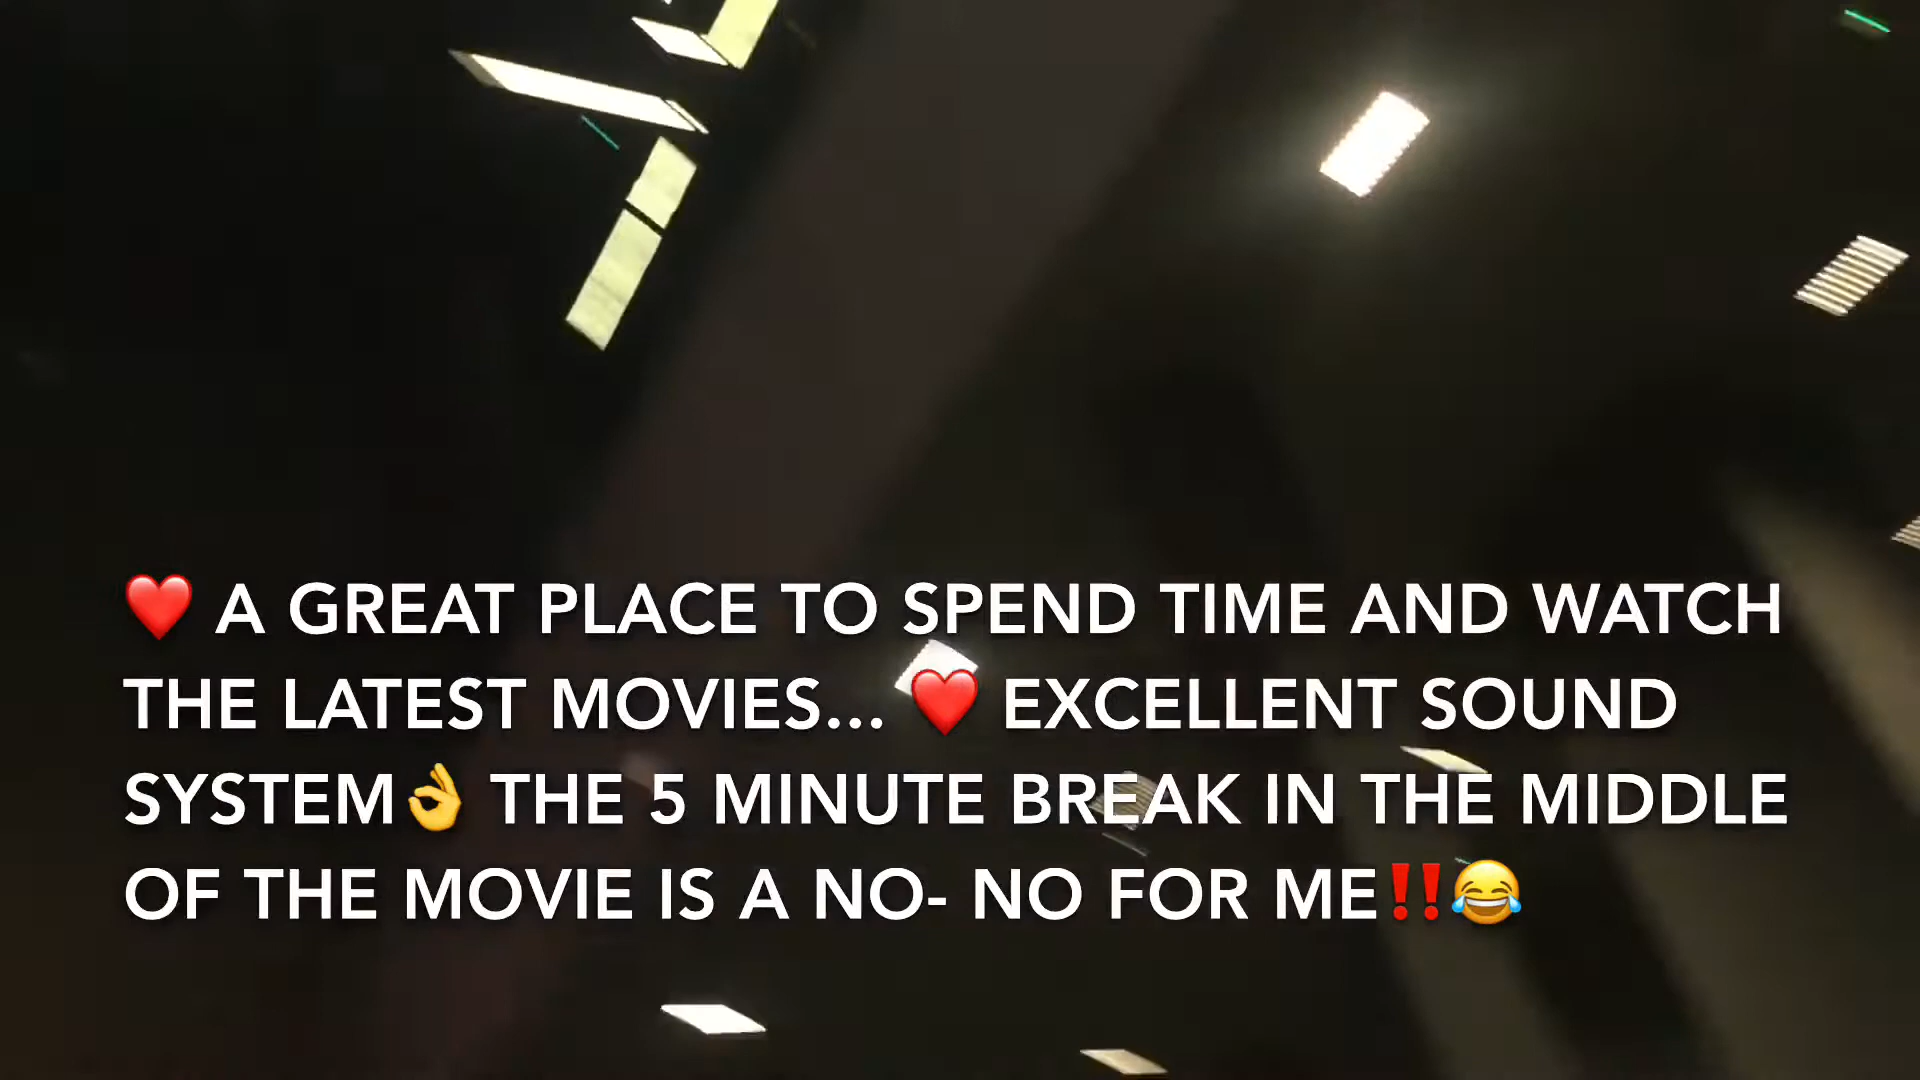 ❤️ A GREAT PLACE TO SPEND TIME AND WATCH
THE LATEST MOVIES... ❤️ EXCELLENT SOUND
SYSTEM👌 THE 5 MINUTE BREAK IN THE MIDDLE
OF THE MOVIE IS A NO- NO FOR ME‼️😂